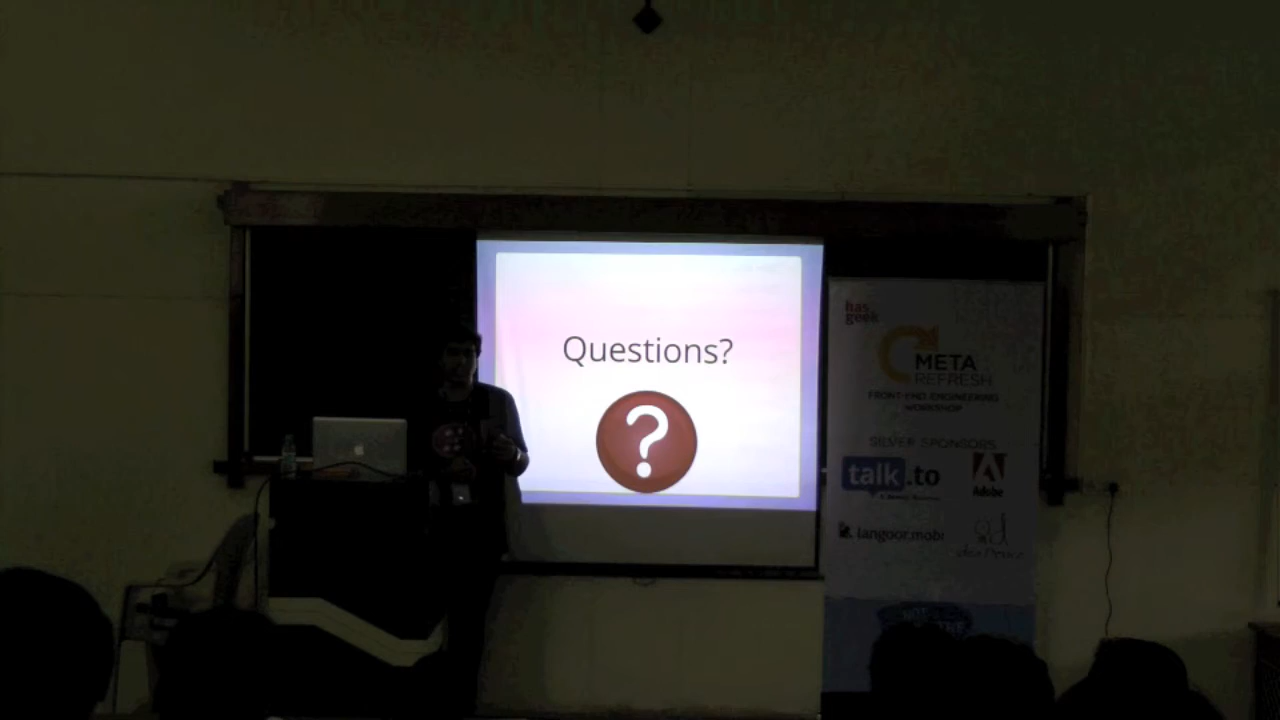 Questions?
?
has
geek
META
REFRESH
FRONT-END ENGINEERING
WORKSHOP
SILVER SPONSORS
talk.to
Adobe
langoor.mobi